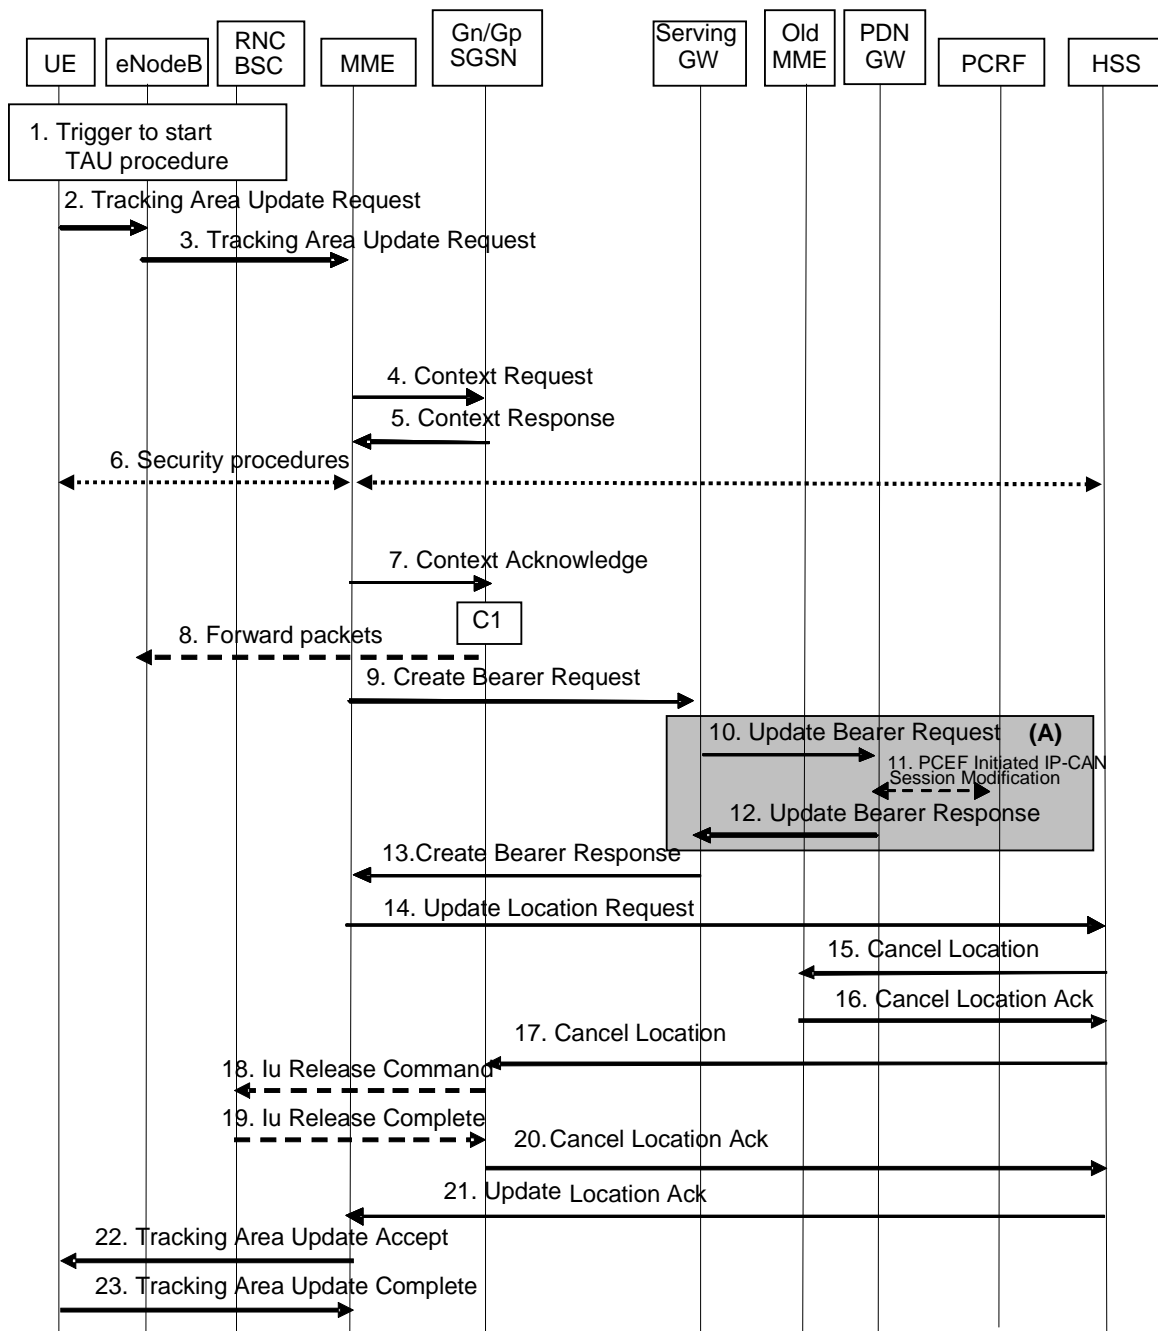 UE
eNodeB
RNC
BSC
MME
Gn/Gp
SGSN
Serving
GW
Old
MME
PDN
GW
PCRF
HSS
1. Trigger to start
TAU procedure
2. Tracking Area Update Request
3. Tracking Area Update Request
4. Context Request
5. Context Response
6. Security procedures
7. Context Acknowledge
C1
8. Forward packets
9. Create Bearer Request
10. Update Bearer Request (A)
11. PCEF Initiated IP-CAN
Session Modification
12. Update Bearer Response
13.Create Bearer Response
14. Update Location Request
15. Cancel Location
16. Cancel Location Ack
17. Cancel Location
18. Iu Release Command
19. Iu Release Complete
20. Cancel Location Ack
21. Update Location Ack
22. Tracking Area Update Accept
23. Tracking Area Update Complete